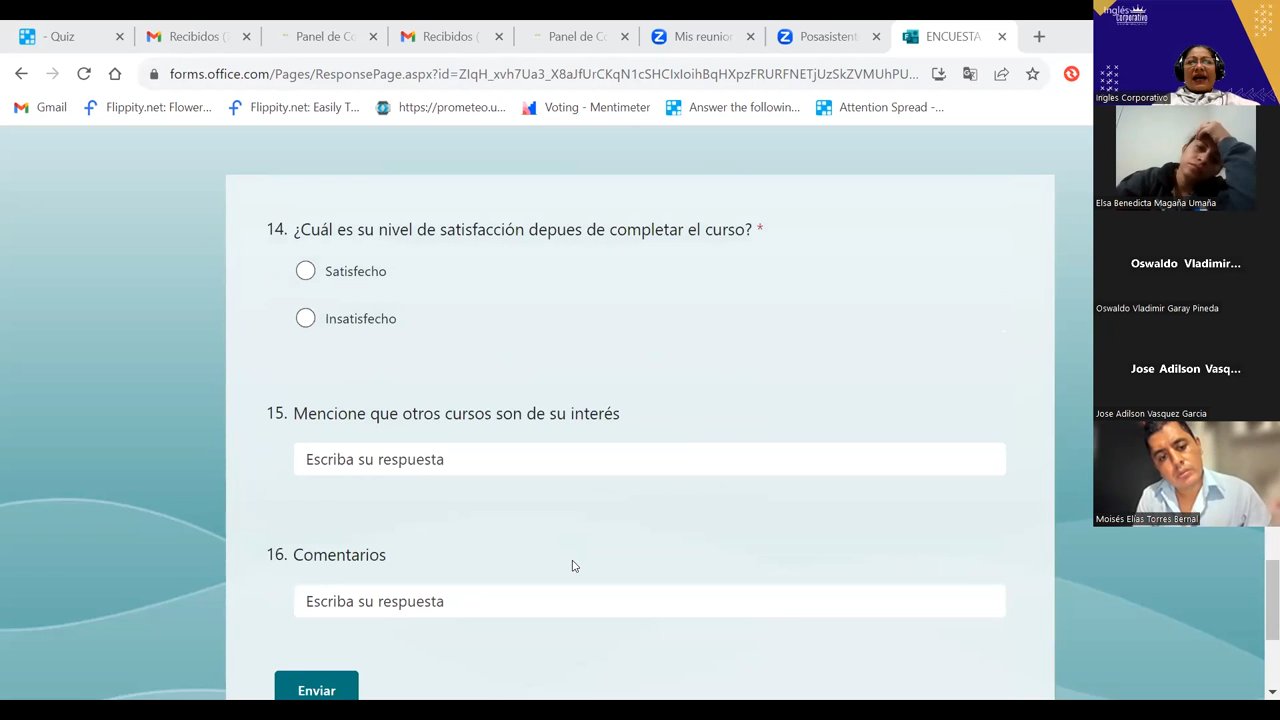 - Quiz
Recibidos (
Panel de Co
Recibidos (
Panel de Co
Mis reunior
Posasistent
ENCUESTA
forms.office.com/Pages/ResponsePage.aspx?id=ZIqH_xvh7Ua3_X8aJfUrCKqN1cSHCIxIoihBqHXpzFRURFNETjUzSkZVMUhPU...
Gmail
Flippity.net: Flower...
Flippity.net: Easily T...
https://prometeo.u...
Voting - Mentimeter
Answer the followin...
Attention Spread -...
14. ¿Cuál es su nivel de satisfacción depues de completar el curso? *
Satisfecho
Insatisfecho
15. Mencione que otros cursos son de su interés
Escriba su respuesta
16. Comentarios
Escriba su respuesta
Enviar
Inglés
Corporativo
Ingles Corporativo
Elsa Benedicta Magaña Umaña
Oswaldo Vladimir...
Oswaldo Vladimir Garay Pineda
Jose Adilson Vasq...
Jose Adilson Vasquez Garcia
Moisés Elías Torres Bernal